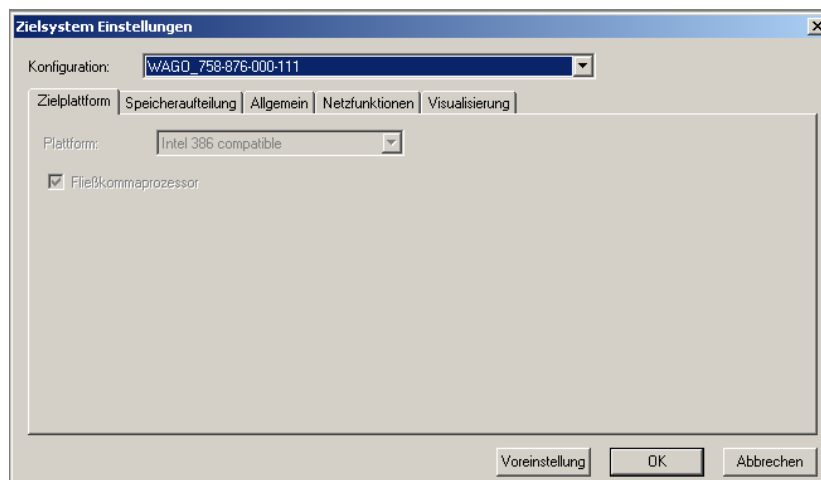 Zielsystem Einstellungen
Konfiguration: WAGO_758-876-000-111
Zielplattform Speicheraufteilung Allgemein Netzfunktionen Visualisierung
Plattform: Intel 386 compatible
Fließkommaprozessor
Voreinstellung OK Abbrechen